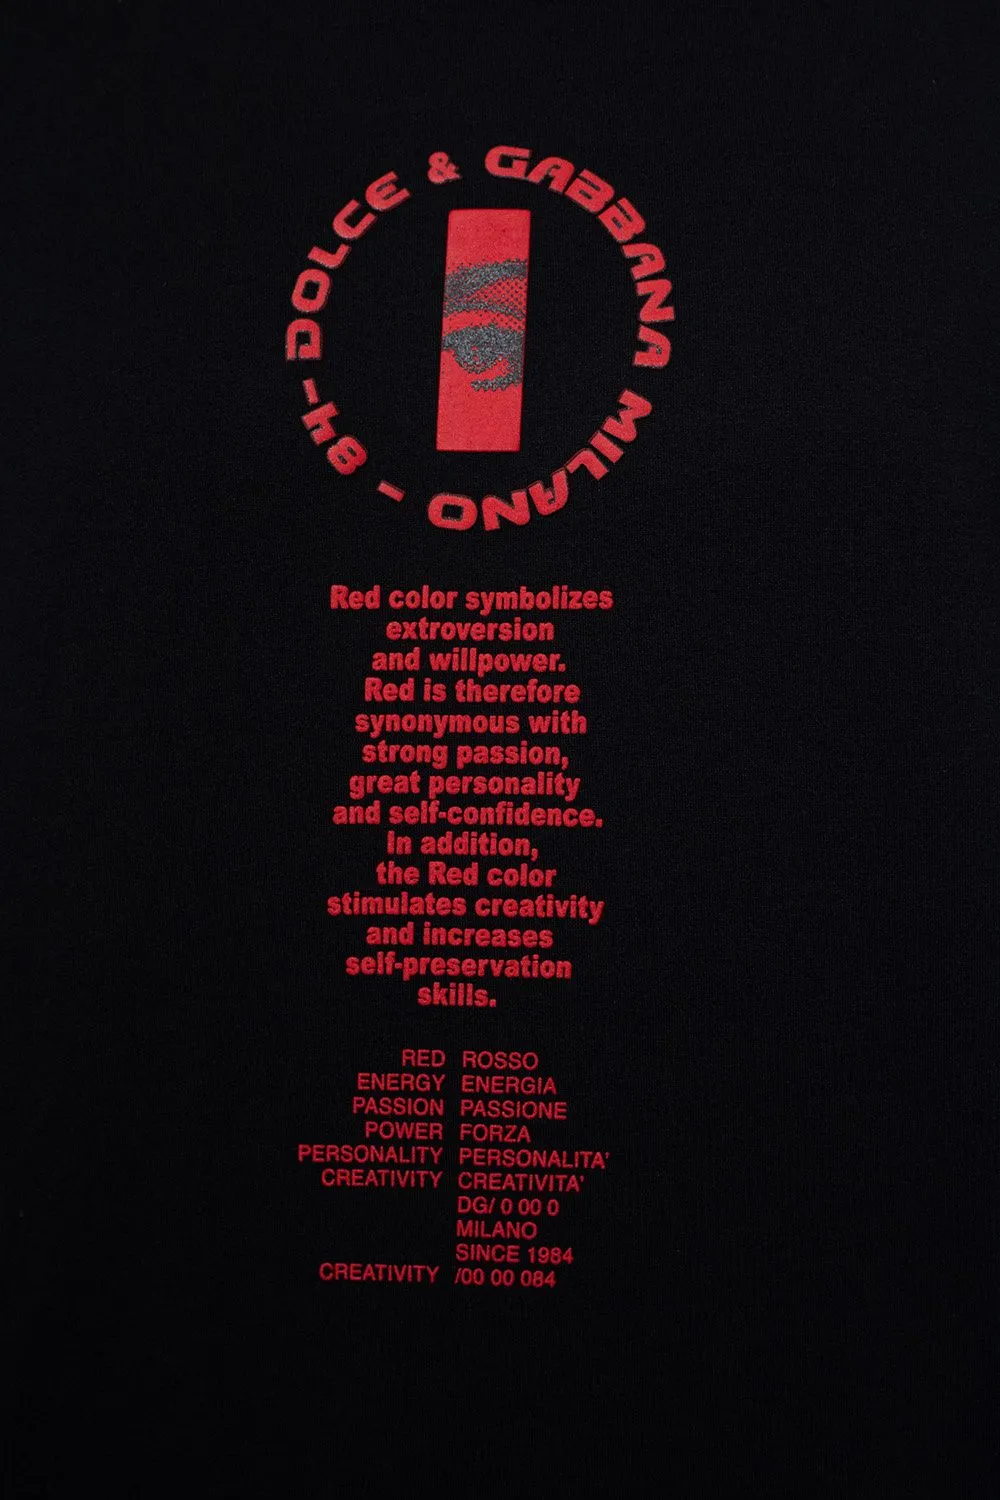 DOLCE & GABBANA MILANO - 84-
Red color symbolizes
extroversion
and willpower.
Red is therefore
synonymous with
strong passion,
great personality
and self-confidence.
In addition,
the Red color
stimulates creativity
and increases
self-preservation
skills.
RED ROSSO
ENERGY ENERGIA
PASSION PASSIONE
POWER FORZA
PERSONALITY PERSONALITA'
CREATIVITY CREATIVITA'
DG/ 0 00 0
MILANO
SINCE 1984
CREATIVITY /00 00 084